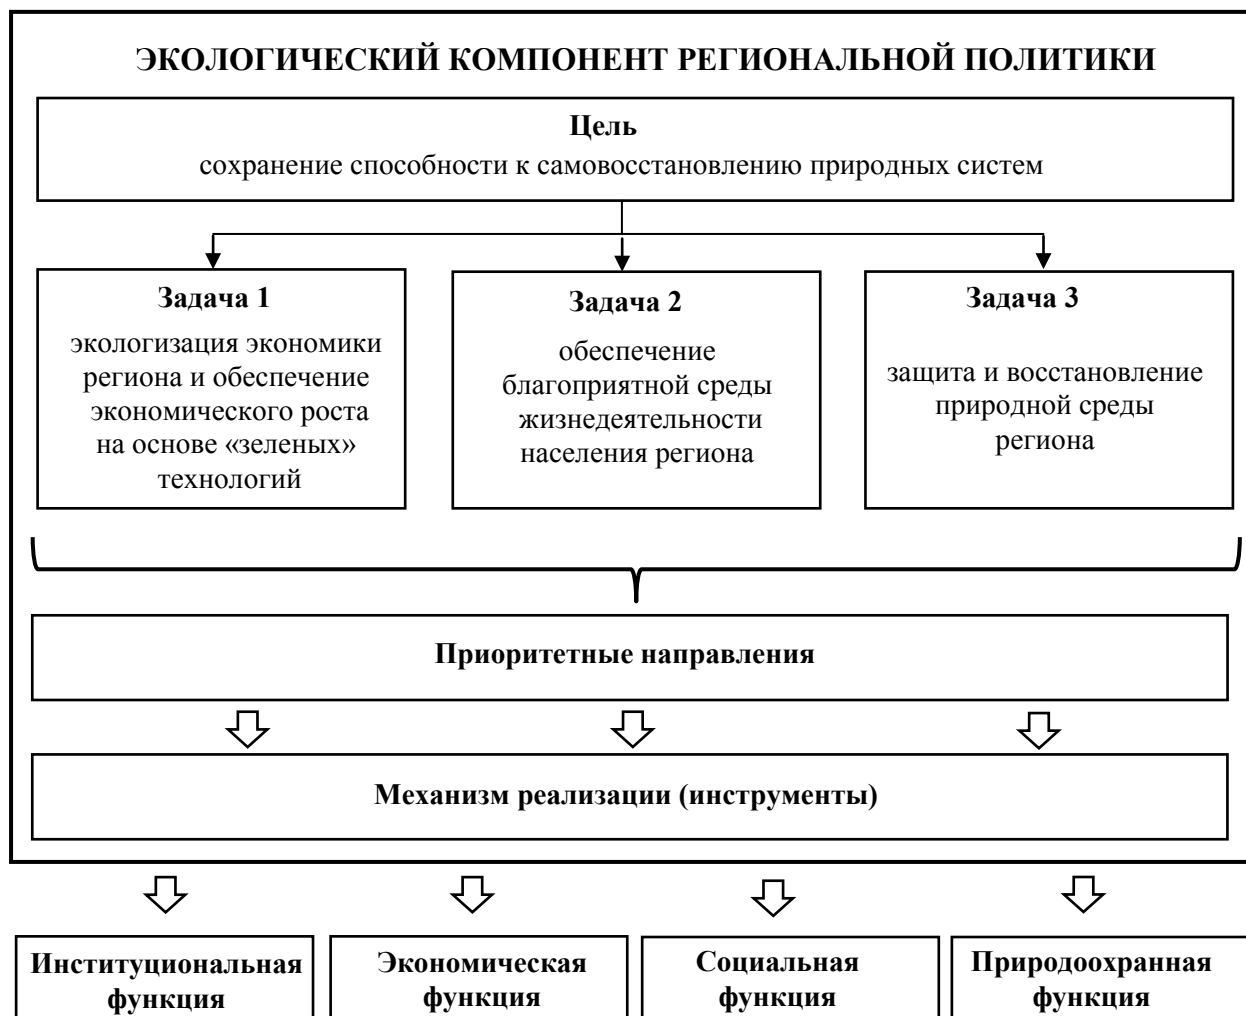 ЭКОЛОГИЧЕСКИЙ КОМПОНЕНТ РЕГИОНАЛЬНОЙ ПОЛИТИКИ
Цель
сохранение способности к самовосстановлению природных систем
Задача 1
экологизация экономики
региона и обеспечение
экономического роста
на основе «зеленых»
технологий
Задача 2
обеспечение
благоприятной среды
жизнедеятельности
населения региона
Задача 3
защита и восстановление
природной среды
региона
Приоритетные направления
Механизм реализации (инструменты)
Институциональная
функция
Экономическая
функция
Социальная
функция
Природоохранная
функция